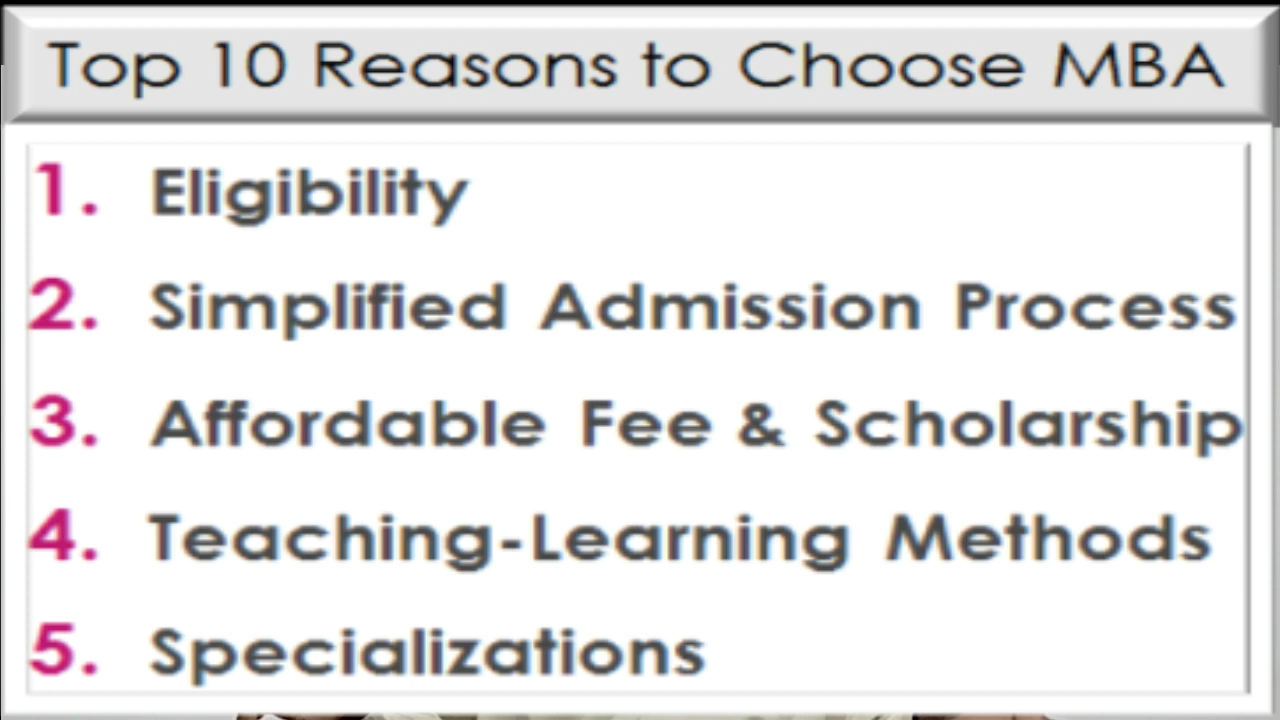 Top 10 Reasons to Choose MBA
1. Eligibility
2. Simplified Admission Process
3. Affordable Fee & Scholarship
4. Teaching-Learning Methods
5. Specializations